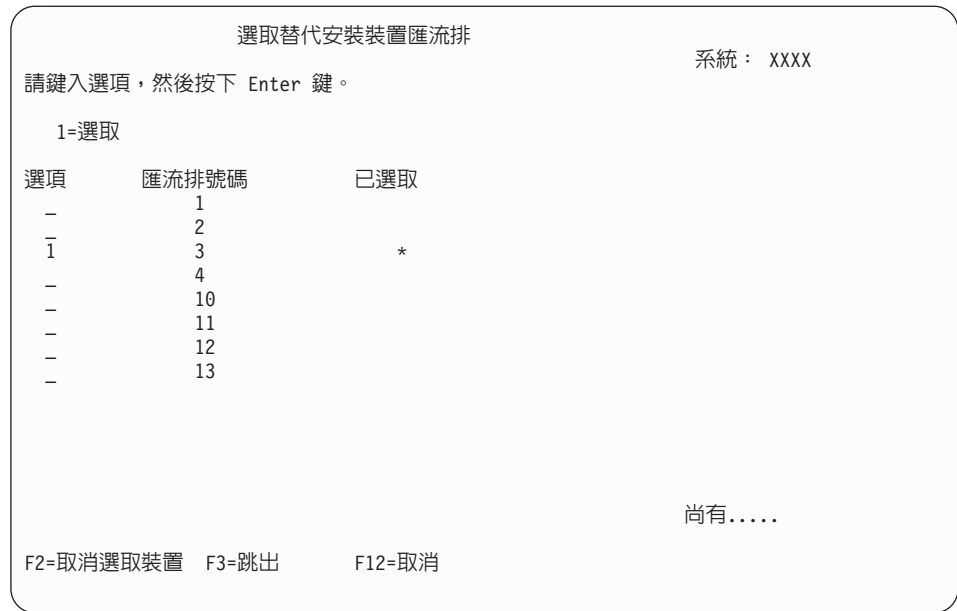 選取替代安裝裝置匯流排
系統： XXXX
請鍵入選項，然後按下 Enter 鍵。
1=選取
選項 匯流排號碼 已選取
_ 1
_ 2
1 3 *
_ 4
_ 10
_ 11
_ 12
_ 13
尚有.....
F2=取消選取裝置 F3=跳出 F12=取消